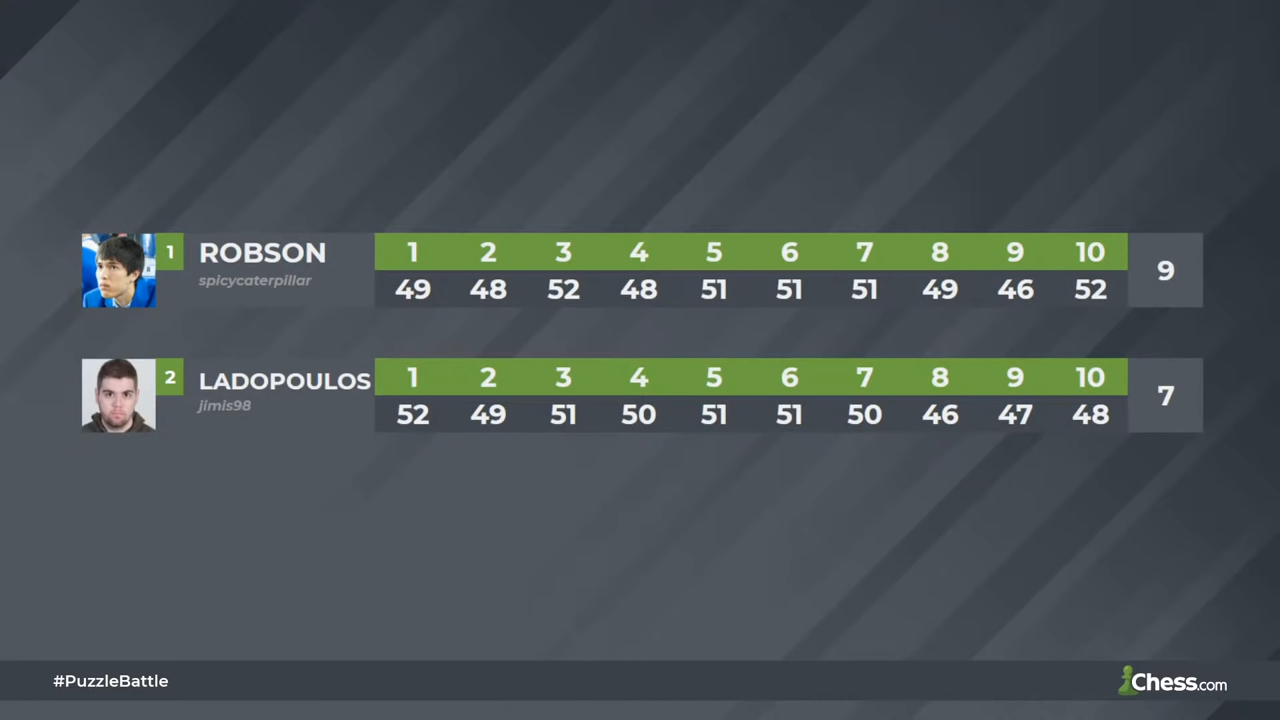 1 ROBSON 1 2 3 4 5 6 7 8 9 10 9
spicycaterpillar 49 48 52 48 51 51 51 49 46 52
2 LADOPOULOS 1 2 3 4 5 6 7 8 9 10 7
jimis98 52 49 51 50 51 51 50 46 47 48
#PuzzleBattle
Chess.com